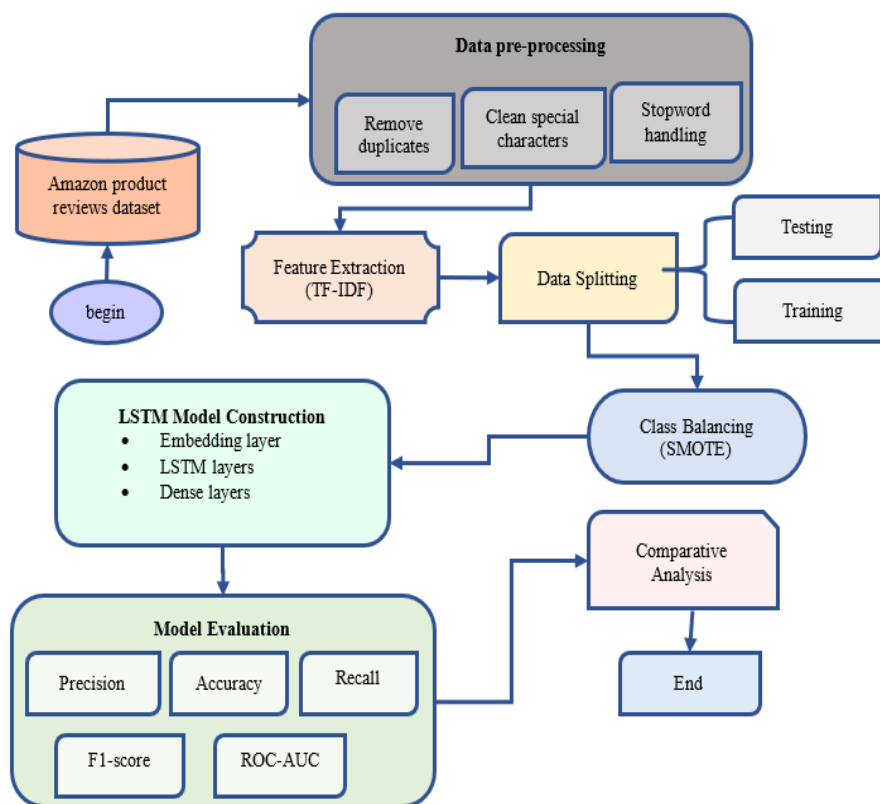 Data pre-processing
Remove
duplicates
Clean special
characters
Stopword
handling
Amazon product
reviews dataset
begin
Feature Extraction
(TF-IDF)
Data Splitting
Testing
Training
LSTM Model Construction
• Embedding layer
• LSTM layers
• Dense layers
Class Balancing
(SMOTE)
Comparative
Analysis
Model Evaluation
Precision
Accuracy
Recall
F1-score
ROC-AUC
End